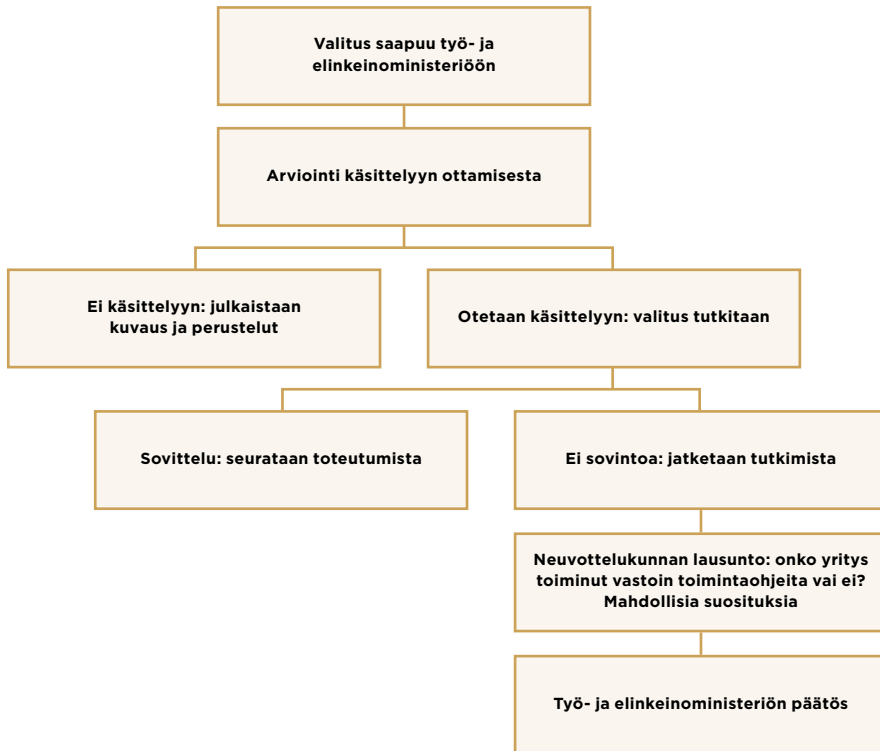 Valitus saapuu työ- ja
elinkeinoministeriöön
Arviointi käsittelyyn ottamisesta
Ei käsittelyyn: julkaistaan
kuvaus ja perustelut
Otetaan käsittelyyn: valitus tutkitaan
Sovittelu: seurataan toteutumista
Ei sovintoa: jatketaan tutkimista
Neuvottelukunnan lausunto: onko yritys
toiminut vastoin toimintaohjeita vai ei?
Mahdollisia suosituksia
Työ- ja elinkeinoministeriön päätös